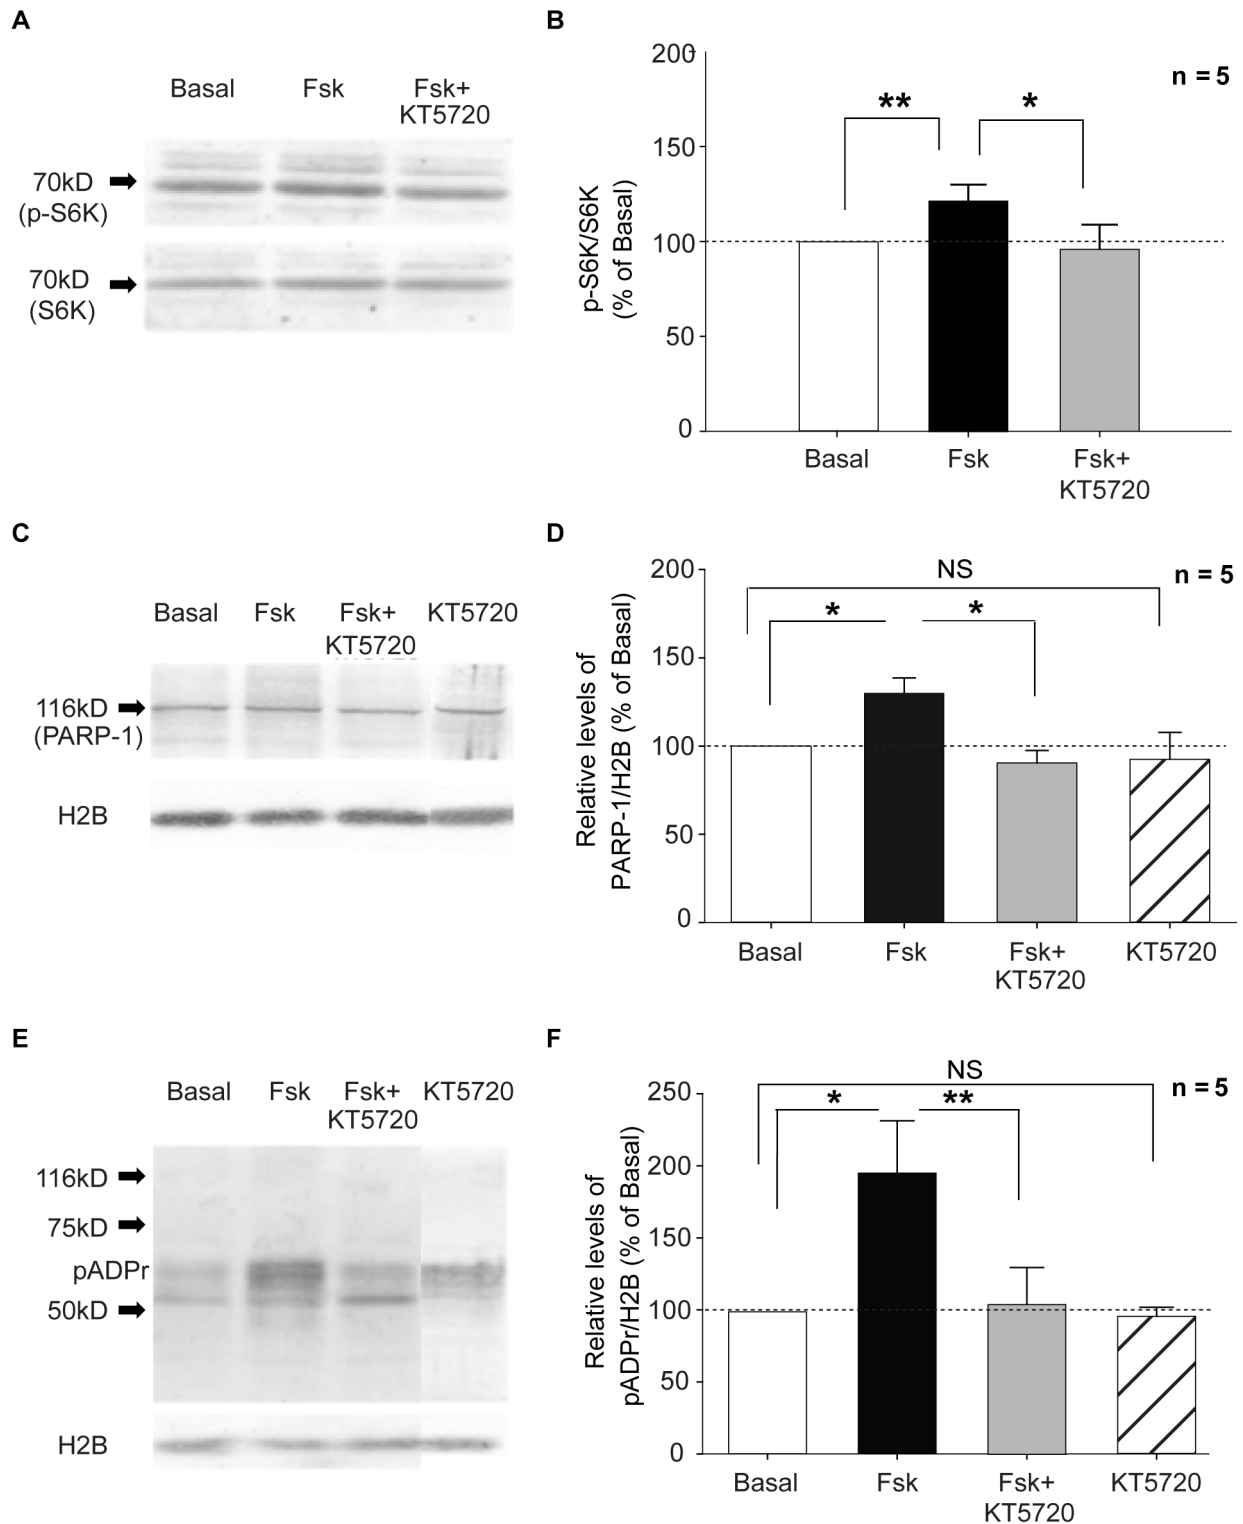 A
Basal
Fsk
Fsk+
KT5720
70kD
(p-S6K)
70kD
(S6K)
B
n = 5
200
150
100
50
0
p-S6K/S6K
(% of Basal)
**
*
Basal
Fsk
Fsk+
KT5720
C
Basal
Fsk
Fsk+
KT5720
KT5720
116kD
(PARP-1)
H2B
D
n = 5
NS
*
*
200
150
100
50
0
Relative levels of
PARP-1/H2B (% of Basal)
Basal
Fsk
Fsk+
KT5720
KT5720
E
Basal
Fsk
Fsk+
KT5720
KT5720
116kD
75kD
pADPr
50kD
H2B
F
n = 5
NS
*
**
250
200
150
100
50
0
Relative levels of
pADPr/H2B (% of Basal)
Basal
Fsk
Fsk+
KT5720
KT5720